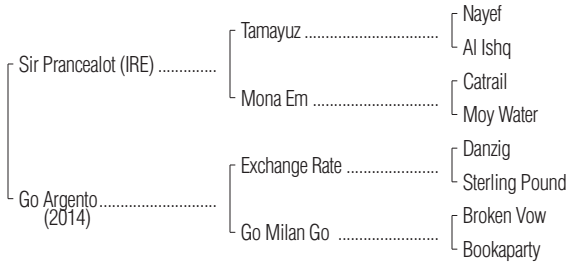 Nayef
Tamayuz
Al Ishq
Sir Prancealot (IRE)
Catrail
Mona Em
Moy Water
Danzig
Exchange Rate
Sterling Pound
Go Argento
(2014)
Broken Vow
Go Milan Go
Bookaparty